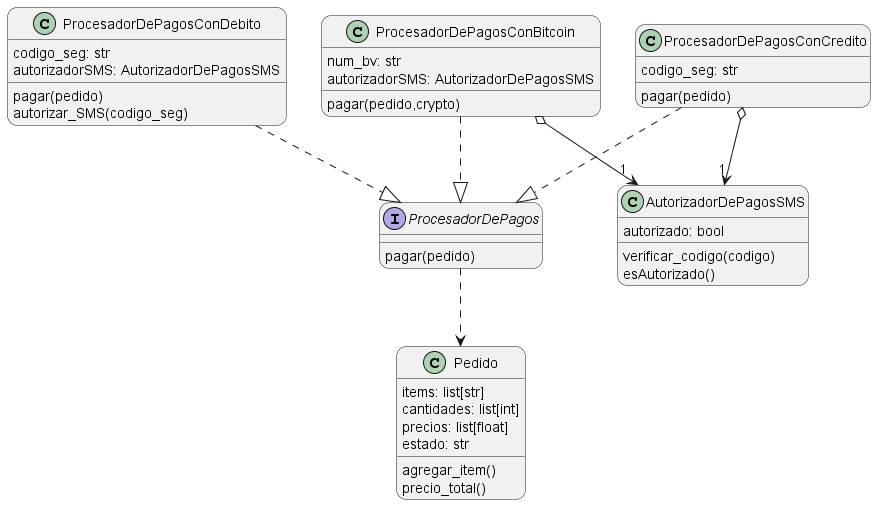 C ProcesadorDePagosConDebito
codigo_seg: str
autorizadorSMS: AutorizadorDePagosSMS
pagar(pedido)
autorizar_SMS(codigo_seg)
C ProcesadorDePagosConBitcoin
num_bv: str
autorizadorSMS: AutorizadorDePagosSMS
pagar(pedido,crypto)
C ProcesadorDePagosConCredito
codigo_seg: str
pagar(pedido)
1
1
I ProcesadorDePagos
pagar(pedido)
C AutorizadorDePagosSMS
autorizado: bool
verificar_codigo(codigo)
esAutorizado()
C Pedido
items: list[str]
cantidades: list[int]
precios: list[float]
estado: str
agregar_item()
precio_total()